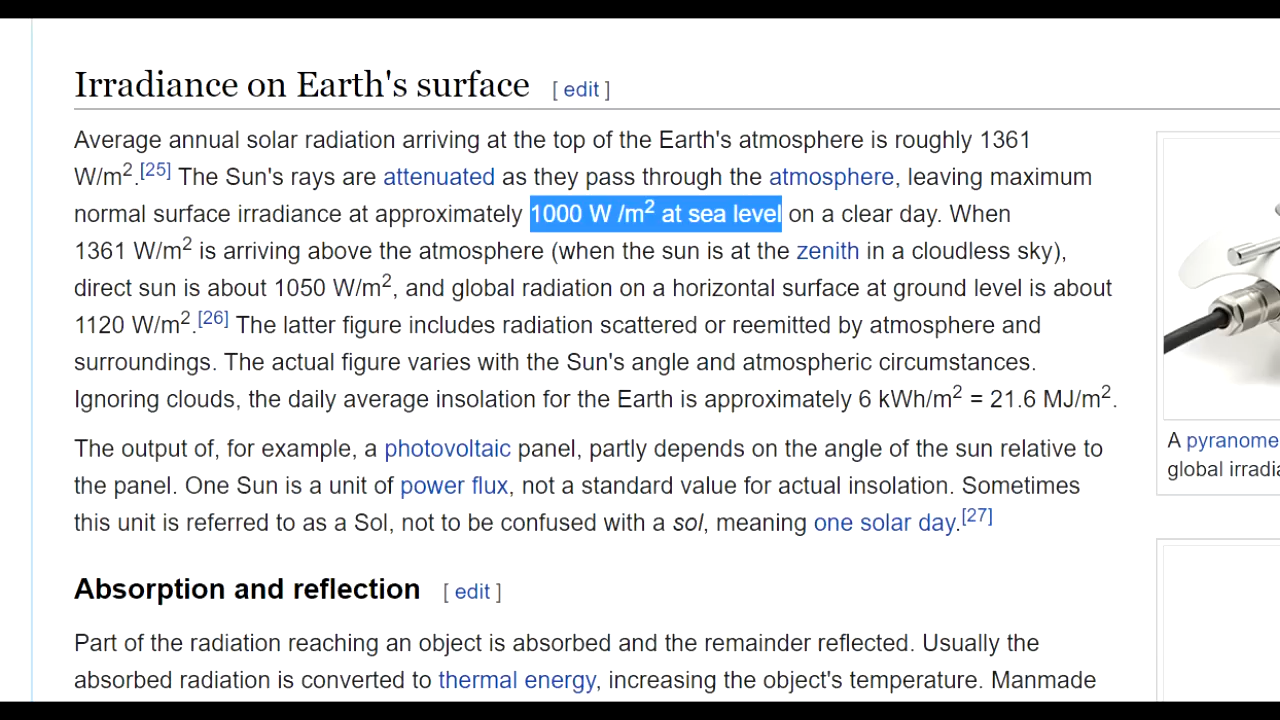 Irradiance on Earth's surface [ edit ]
Average annual solar radiation arriving at the top of the Earth's atmosphere is roughly 1361
W/m².[25] The Sun's rays are attenuated as they pass through the atmosphere, leaving maximum
normal surface irradiance at approximately 1000 W /m² at sea level on a clear day. When
1361 W/m² is arriving above the atmosphere (when the sun is at the zenith in a cloudless sky),
direct sun is about 1050 W/m², and global radiation on a horizontal surface at ground level is about
1120 W/m².[26] The latter figure includes radiation scattered or reemitted by atmosphere and
surroundings. The actual figure varies with the Sun's angle and atmospheric circumstances.
Ignoring clouds, the daily average insolation for the Earth is approximately 6 kWh/m² = 21.6 MJ/m².
The output of, for example, a photovoltaic panel, partly depends on the angle of the sun relative to
the panel. One Sun is a unit of power flux, not a standard value for actual insolation. Sometimes
this unit is referred to as a Sol, not to be confused with a sol, meaning one solar day.[27]
Absorption and reflection [ edit ]
Part of the radiation reaching an object is absorbed and the remainder reflected. Usually the
absorbed radiation is converted to thermal energy, increasing the object's temperature. Manmade
A pyranome
global irradia